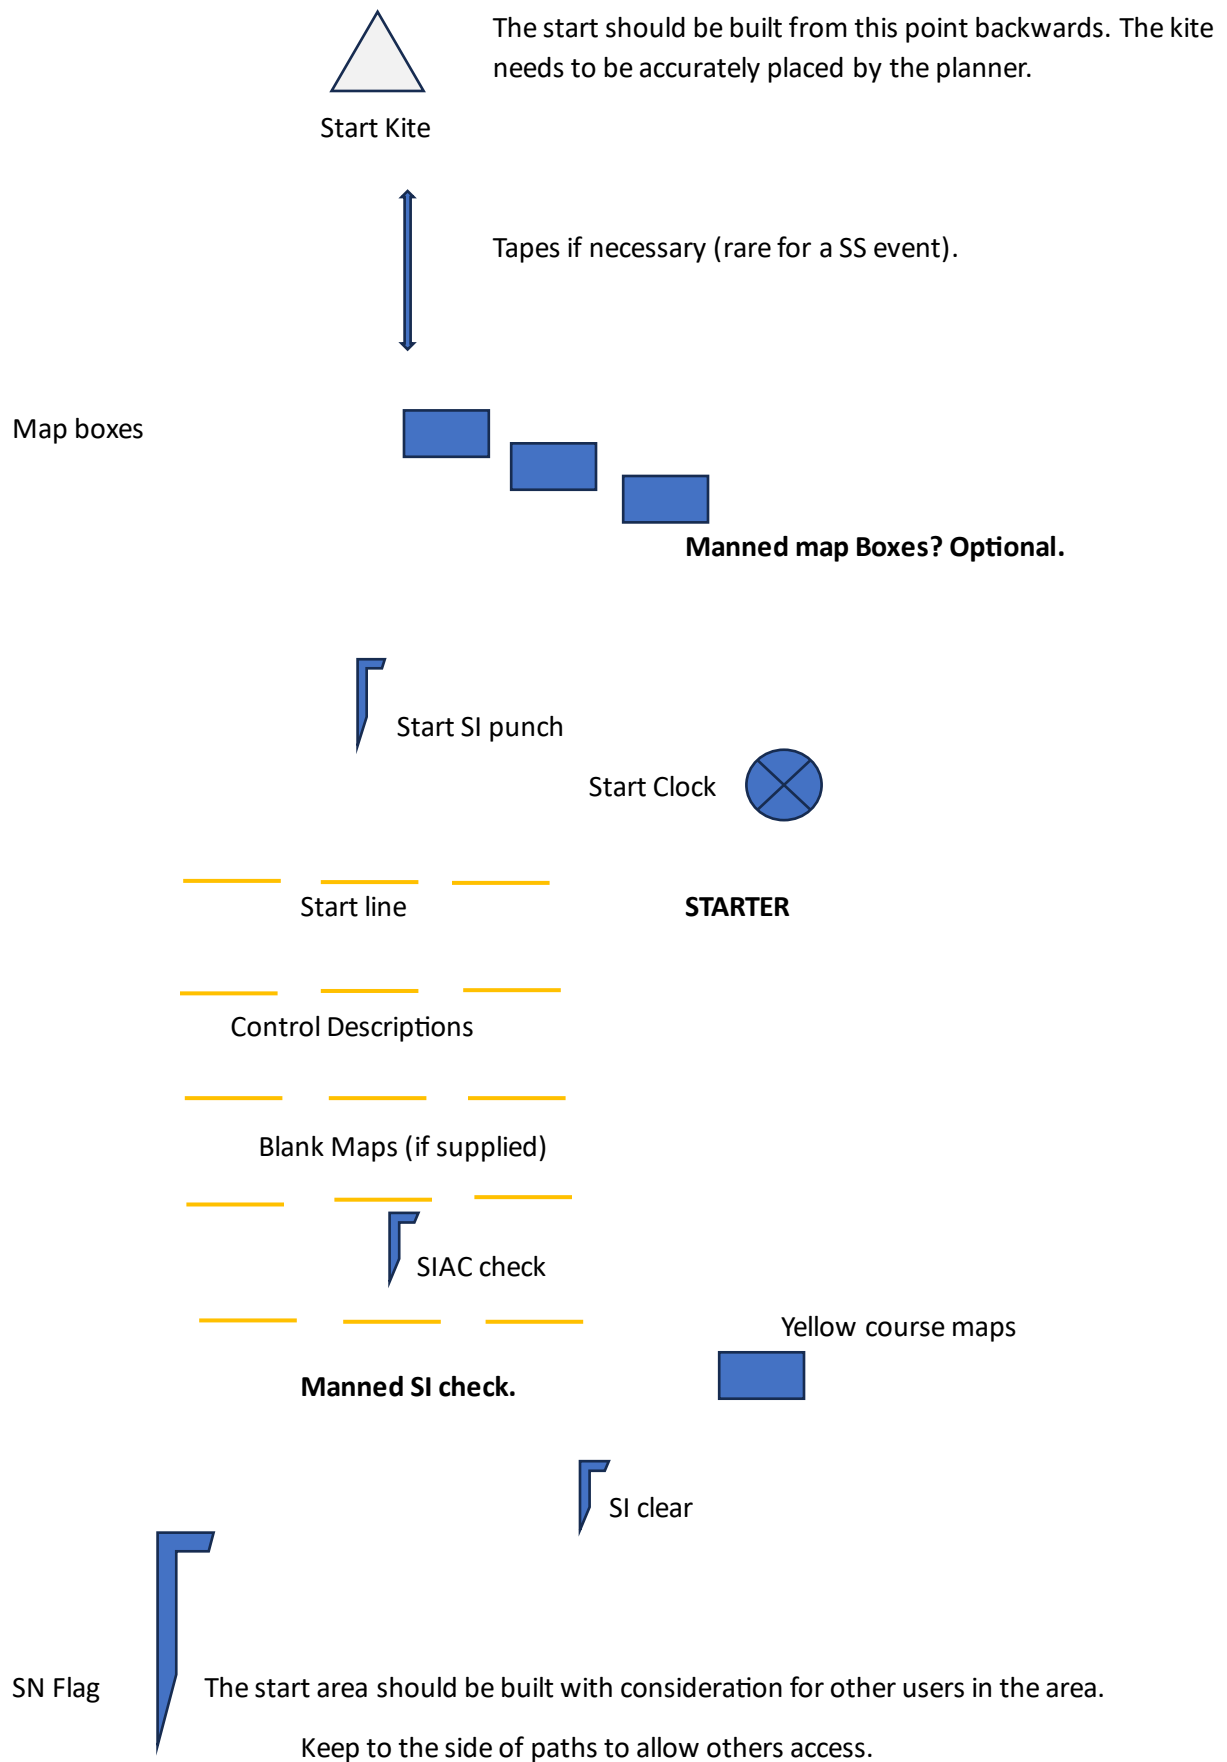 The start should be built from this point backwards. The kite
needs to be accurately placed by the planner.
Start Kite
Tapes if necessary (rare for a SS event).
Map boxes
Manned map Boxes? Optional.
Start SI punch
Start Clock
Start line
STARTER
Control Descriptions
Blank Maps (if supplied)
SIAC check
Yellow course maps
Manned SI check.
SI clear
SN Flag
The start area should be built with consideration for other users in the area.
Keep to the side of paths to allow others access.